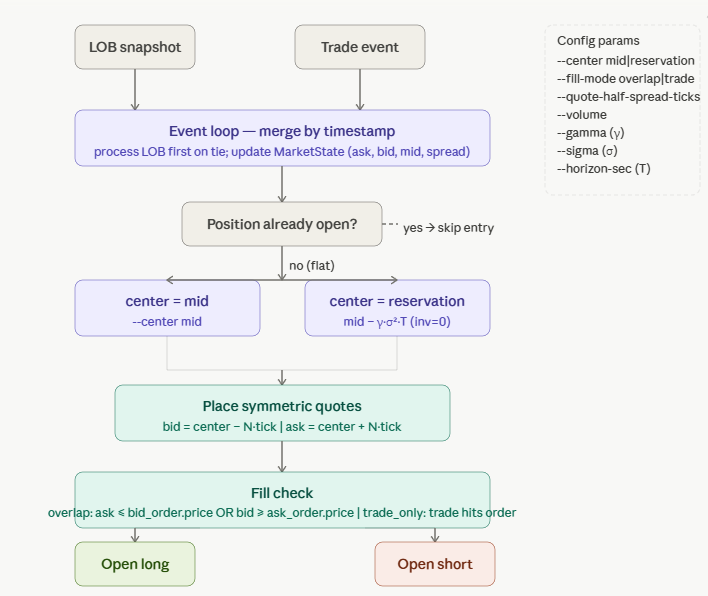 LOB snapshot
Trade event
Config params
--center mid|reservation
--fill-mode overlap|trade
--quote-half-spread-ticks
--volume
--gamma (γ)
--sigma (σ)
--horizon-sec (T)
Event loop — merge by timestamp
process LOB first on tie; update MarketState (ask, bid, mid, spread)
Position already open?
yes → skip entry
no (flat)
center = mid
--center mid
center = reservation
mid − γ·σ²·T (inv=0)
Place symmetric quotes
bid = center − N·tick | ask = center + N·tick
Fill check
overlap: ask ≤ bid_order.price OR bid ≥ ask_order.price | trade_only: trade hits order
Open long
Open short